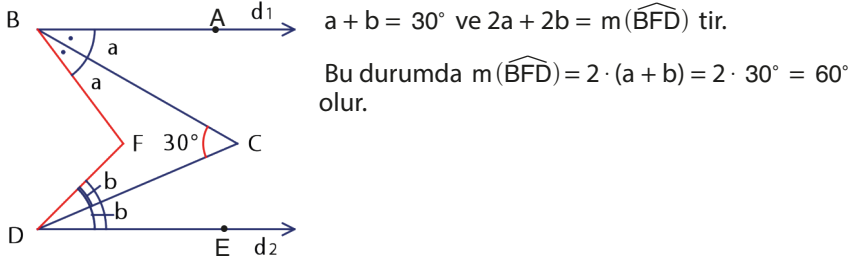 B A d1
a
a
F 30° C
b
b
D E d2
a + b = 30° ve 2a + 2b = m(BFD) tir.
Bu durumda m(BFD) = 2 · (a + b) = 2 · 30° = 60°
olur.